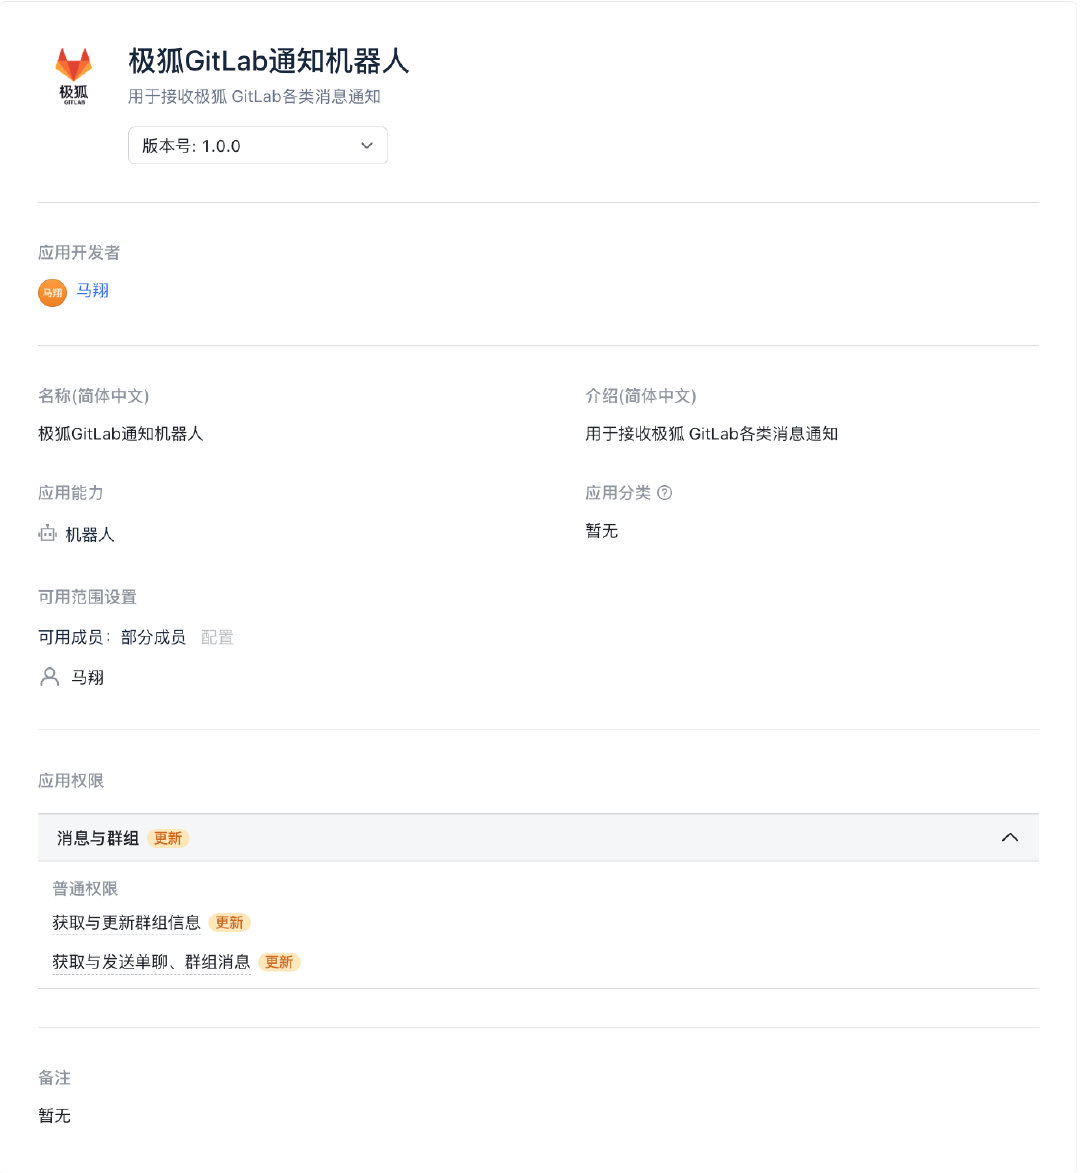 极狐GitLab通知机器人
极狐
GITLAB
用于接收极狐 GitLab各类消息通知
版本号: 1.0.0
应用开发者
马翔 马翔
名称(简体中文)
极狐GitLab通知机器人
介绍(简体中文)
用于接收极狐 GitLab各类消息通知
应用能力
机器人
应用分类
暂无
可用范围设置
可用成员：部分成员 配置
马翔
应用权限
消息与群组 更新
普通权限
获取与更新群组信息 更新
获取与发送单聊、群组消息 更新
备注
暂无